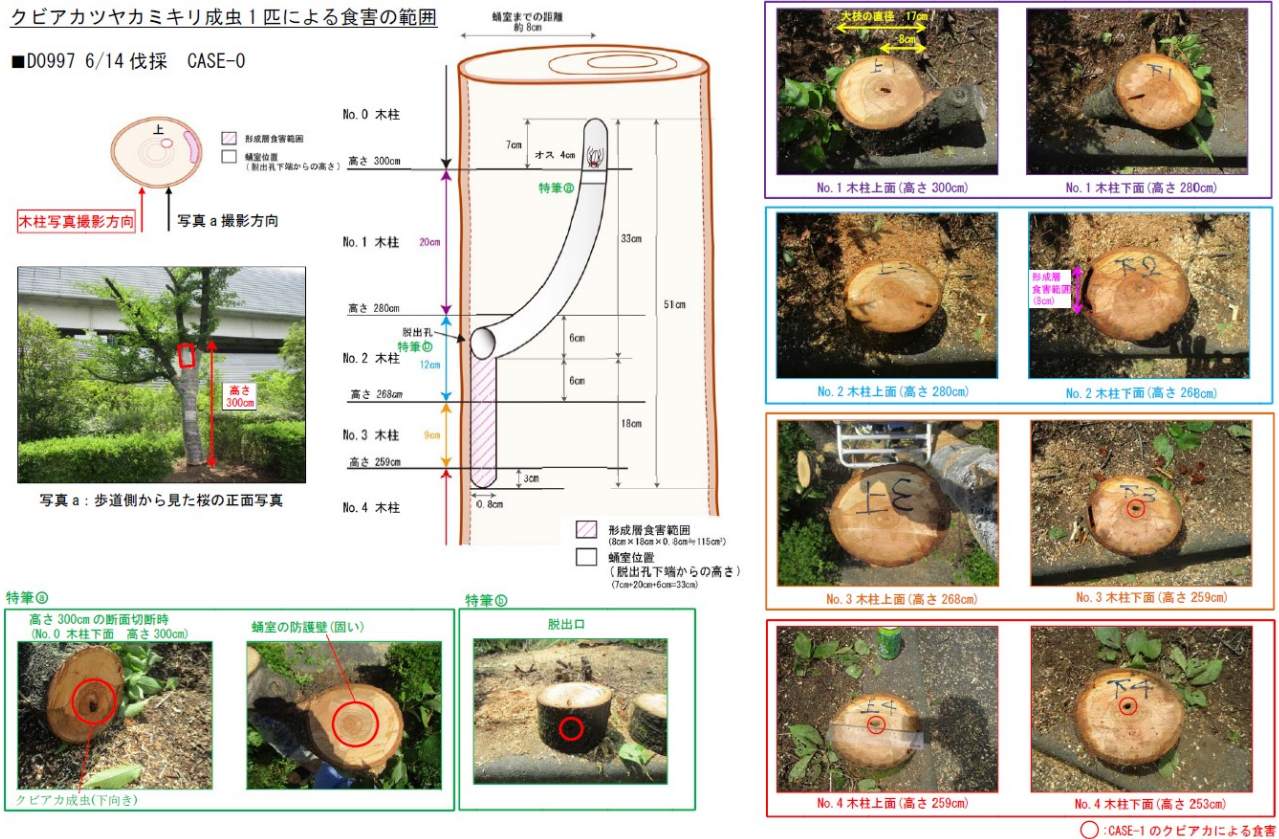 クビアカツヤカミキリ成虫1匹による食害の範囲
■D0997 6/14 伐採　CASE-0
上
形成層食害範囲
蛹室位置
(脱出孔下端からの高さ)
木柱写真撮影方向
写真a撮影方向
高さ
300cm
写真a：歩道側から見た桜の正面写真
蛹室までの距離
約8cm
No.0 木柱
7cm
オス 4cm
高さ 300cm
特筆ⓐ
No.1 木柱
20cm
33cm
51cm
高さ 280cm
脱出孔
特筆ⓑ
No.2 木柱
12cm
6cm
6cm
高さ 268cm
No.3 木柱
9cm
18cm
高さ 259cm
3cm
No.4 木柱
0.8cm
形成層食害範囲
(8cm×18cm×0.8cm≒115cm³)
蛹室位置
(脱出孔下端からの高さ)
(7cm+20cm+6cm=33cm)
大枝の直径　17cm
8cm
上1
下1
No.1 木柱上面(高さ 300cm)
No.1 木柱下面(高さ 280cm)
上2
形成層
食害範囲
(8cm)
下2
No.2 木柱上面(高さ 280cm)
No.2 木柱下面(高さ 268cm)
上3
下3
No.3 木柱上面(高さ 268cm)
No.3 木柱下面(高さ 259cm)
上4
下4
No.4 木柱上面(高さ 259cm)
No.4 木柱下面(高さ 253cm)
○:CASE-1のクビアカによる食害
特筆ⓐ
高さ 300cm の断面切断時
(No.0 木柱下面　高さ 300cm)
蛹室の防護壁(固い)
クビアカ成虫(下向き)
特筆ⓑ
脱出口